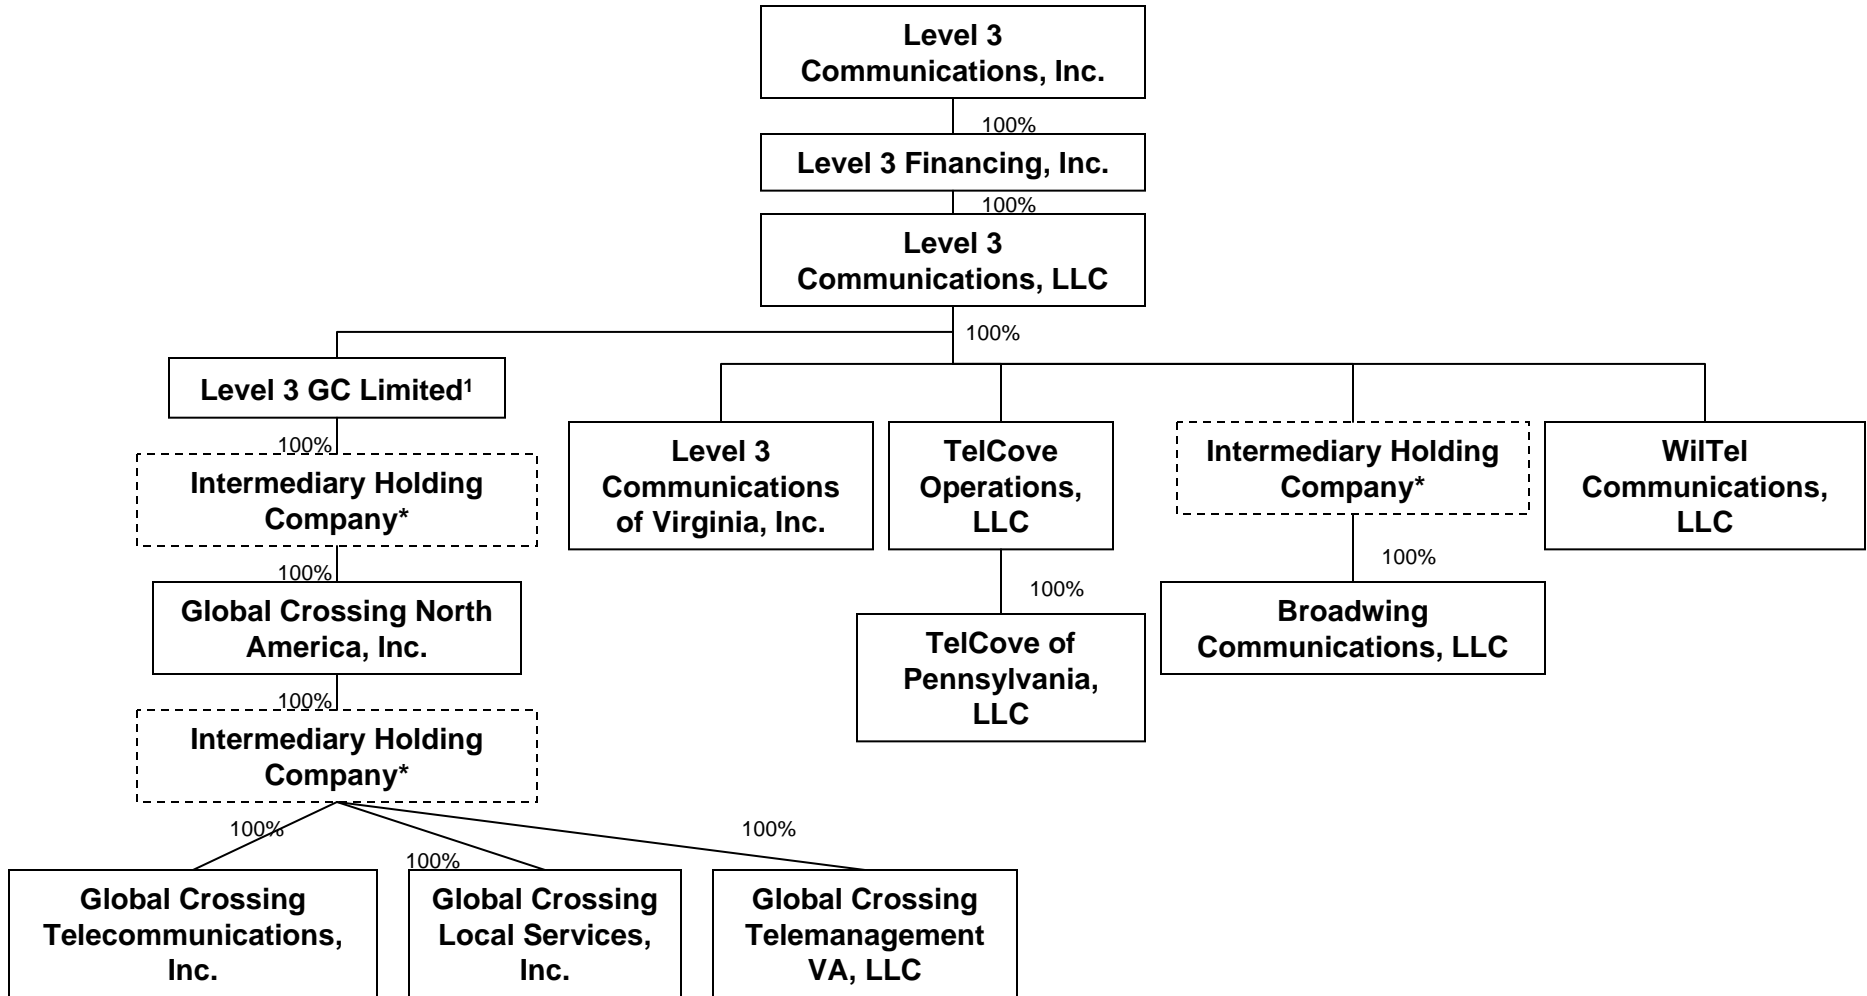 Level 3
Communications, Inc.
100%
Level 3 Financing, Inc.
100%
Level 3
Communications, LLC
100%
Level 3 GC Limited¹
100%
Intermediary Holding
Company*
100%
Global Crossing North
America, Inc.
100%
Intermediary Holding
Company*
100%
100%
100%
Global Crossing
Telecommunications,
Inc.
Global Crossing
Local Services,
Inc.
Global Crossing
Telemanagement
VA, LLC
Level 3
Communications
of Virginia, Inc.
TelCove
Operations,
LLC
100%
TelCove of
Pennsylvania,
LLC
Intermediary Holding
Company*
100%
Broadwing
Communications, LLC
WilTel
Communications,
LLC